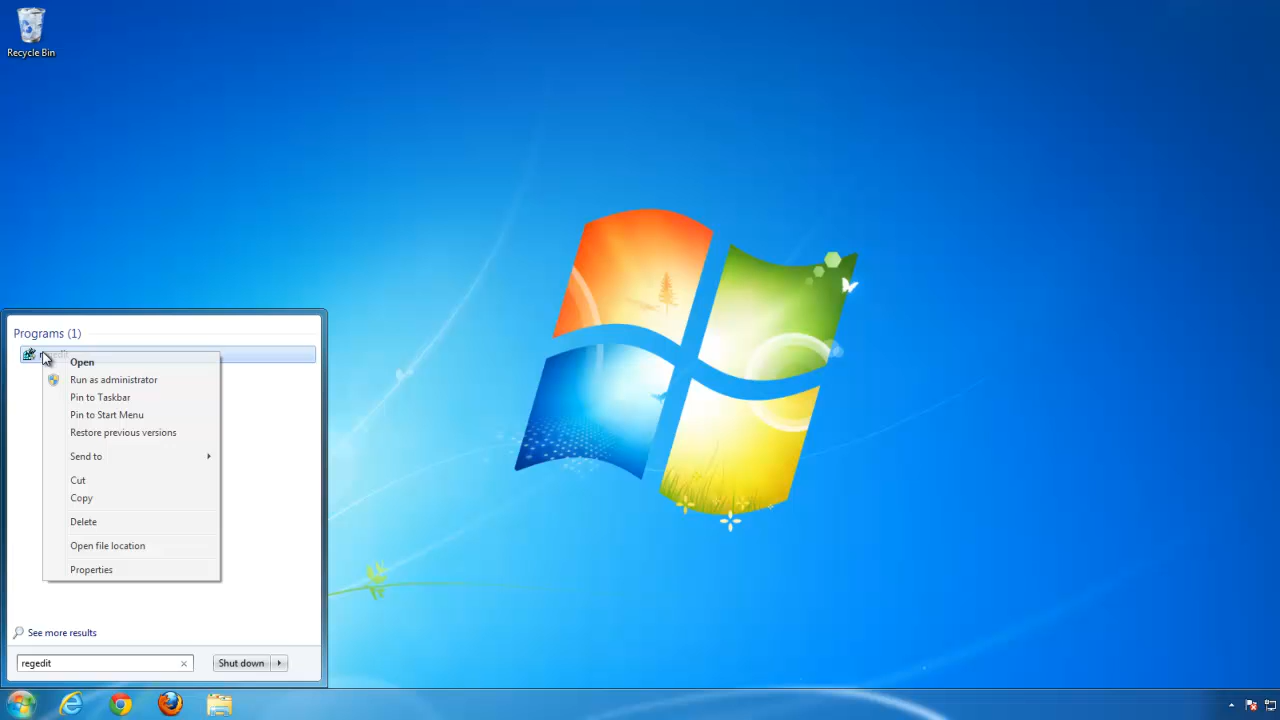 Recycle Bin
Programs (1)
Open
Run as administrator
Pin to Taskbar
Pin to Start Menu
Restore previous versions
Send to
Cut
Copy
Delete
Open file location
Properties
See more results
regedit
Shut down